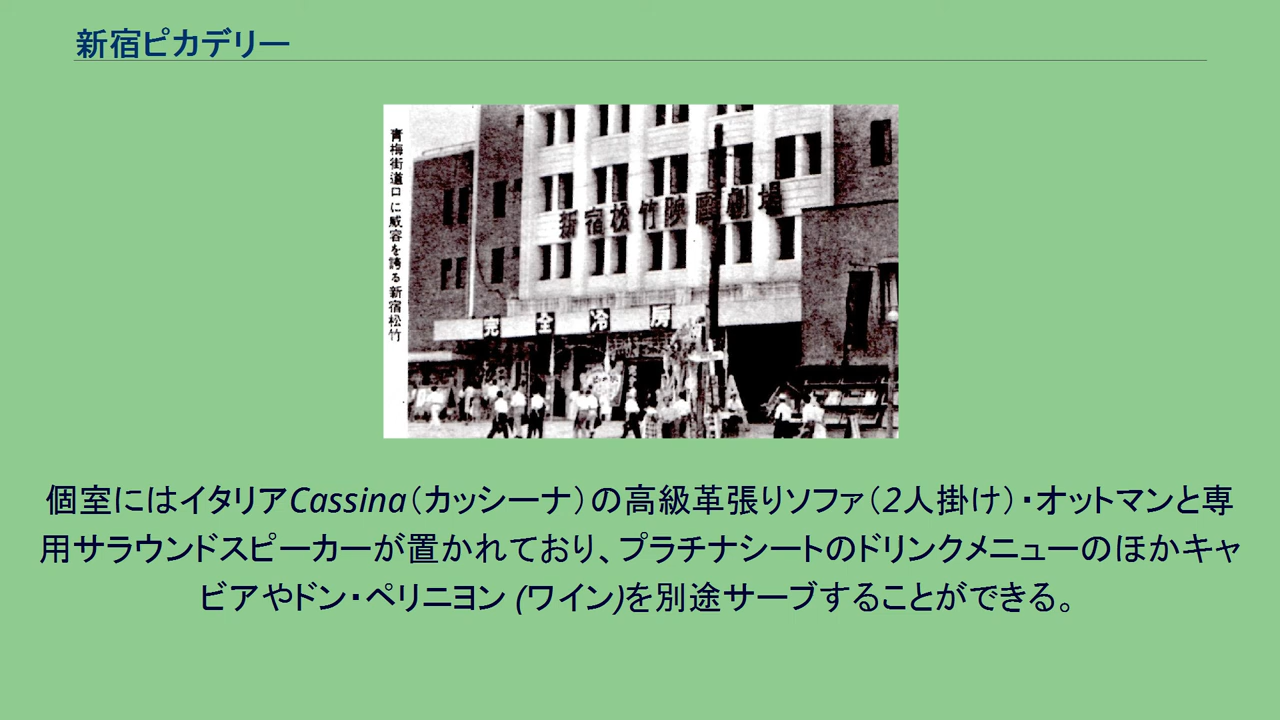 新宿ピカデリー
青梅街道口に威容を誇る新宿松竹
新宿松竹映画劇場
完全冷房
個室にはイタリアCassina（カッシーナ）の高級革張りソファ（2人掛け）・オットマンと専
用サラウンドスピーカーが置かれており、プラチナシートのドリンクメニューのほかキャ
ビアやドン・ペリニヨン (ワイン)を別途サーブすることができる。